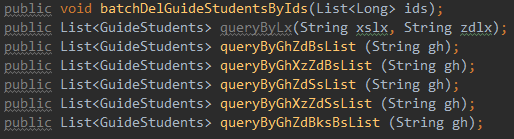 public void batchDelGuideStudentsByIds(List<Long> ids);
public List<GuideStudents> queryByLx(String xslx, String zdlx);
public List<GuideStudents> queryByGhZdBsList (String gh);
public List<GuideStudents> queryByGhXzZdBsList (String gh);
public List<GuideStudents> queryByGhZdSsList (String gh);
public List<GuideStudents> queryByGhXzZdSsList (String gh);
public List<GuideStudents> queryByGhZdBksBsList (String gh);